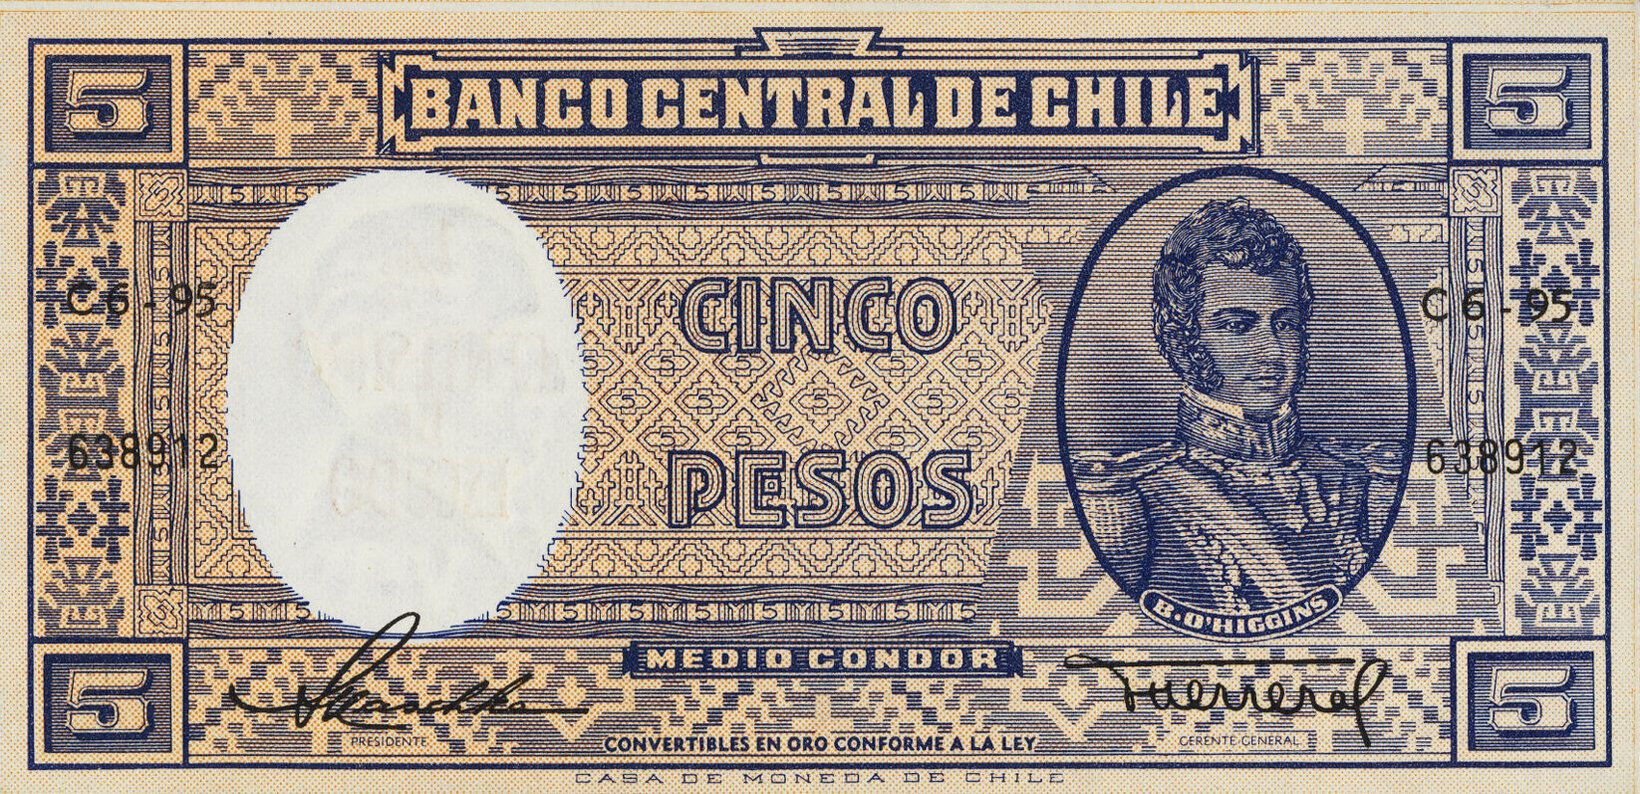 5 BANCO CENTRAL DE CHILE 5
C 6 - 95 CINCO C 6 - 95
638912 PESOS 638912
B. O'HIGGINS
5 MEDIO CONDOR 5
PRESIDENTE CONVERTIBLES EN ORO CONFORME A LA LEY GERENTE GENERAL
CASA DE MONEDA DE CHILE